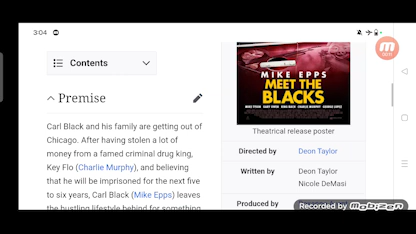 3:04
Contents
Premise
Carl Black and his family are getting out of
Chicago. After having stolen a lot of
money from a famed criminal drug king,
Key Flo (Charlie Murphy), and believing
that he will be imprisoned for the next five
to six years, Carl Black (Mike Epps) leaves
the hustling lifestyle behind for something
MIKE EPPS
MEET THE
BLACKS
Theatrical release poster
Directed by Deon Taylor
Written by Deon Taylor
Nicole DeMasi
Produced by
Recorded by mobizen